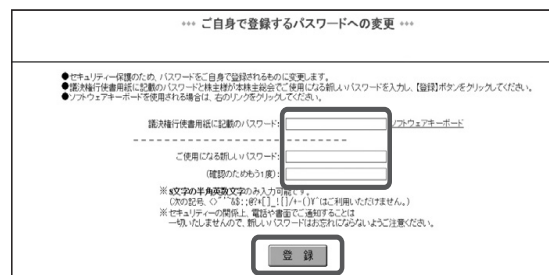 *** ご自身で登録するパスワードへの変更 ***
●セキュリティー保護のため、パスワードをご自身で登録されるものに変更します。
●議決権行使書用紙に記載のパスワードと株主様が本株主総会でご使用になる新しいパスワードを入力し、【登録】ボタンをクリックしてください。
●ソフトウェアキーボードを使用される場合は、右のリンクをクリックしてください。
議決権行使書用紙に記載のパスワード: ソフトウェアキーボード
ご使用になる新しいパスワード:
(確認のためもう1度):
※8文字の半角英数文字のみ入力可能です。
はご利用いただけません。)
※セキュリティーの関係上、電話や書面でご通知することは
一切いたしませんので、新しいパスワードはお忘れにならないようご注意ください。
登 録